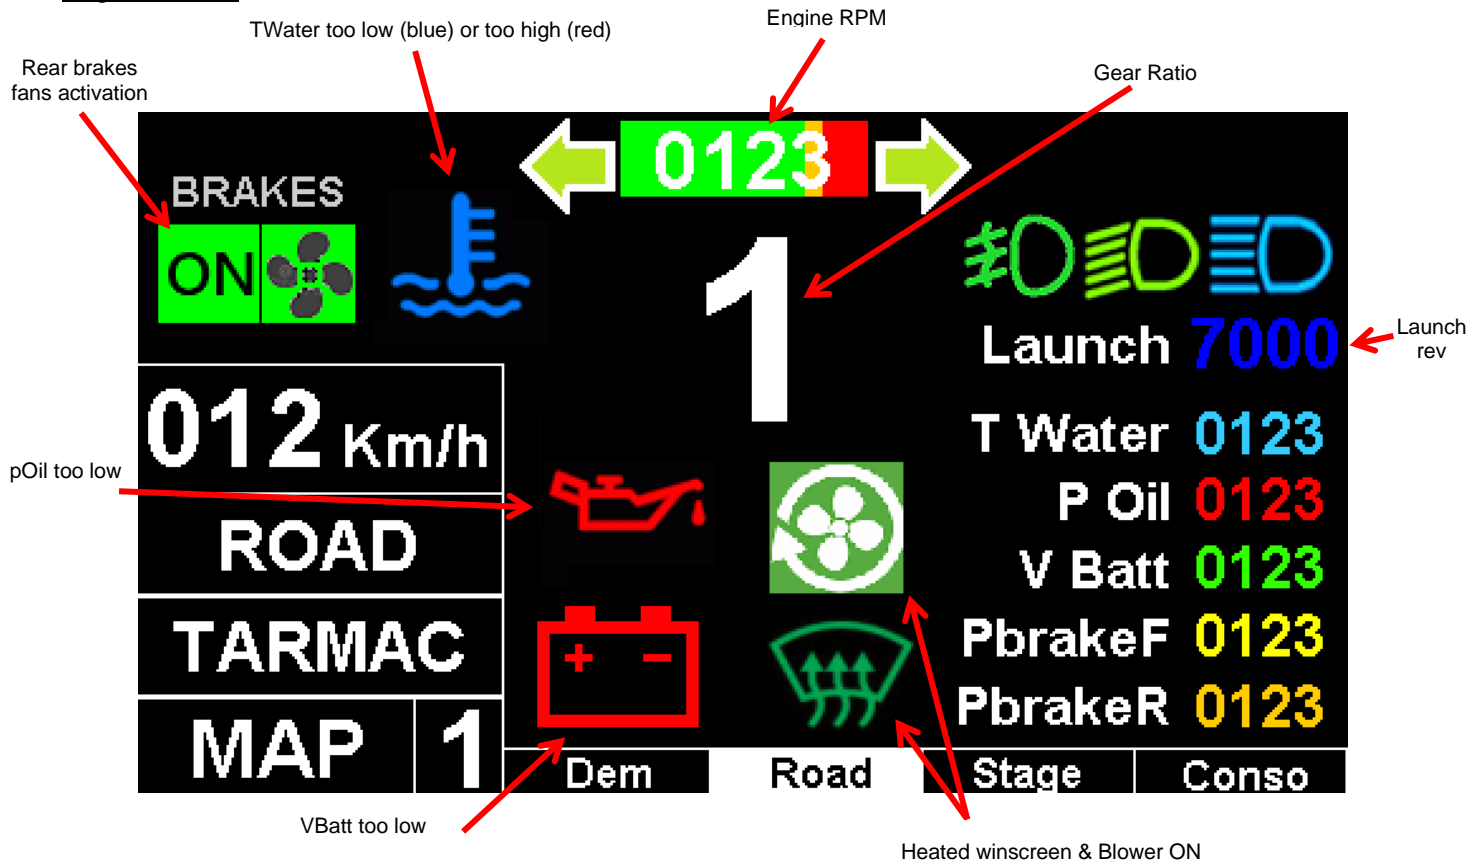 Engine RPM
TWater too low (blue) or too high (red)
Rear brakes
fans activation
Gear Ratio
0123
BRAKES
ON
1
Launch 7000
Launch
rev
012 Km/h
T Water 0123
pOil too low
P Oil 0123
ROAD
V Batt 0123
TARMAC
+ -
PbrakeF 0123
PbrakeR 0123
MAP 1
Dem Road Stage Conso
VBatt too low
Heated winscreen & Blower ON